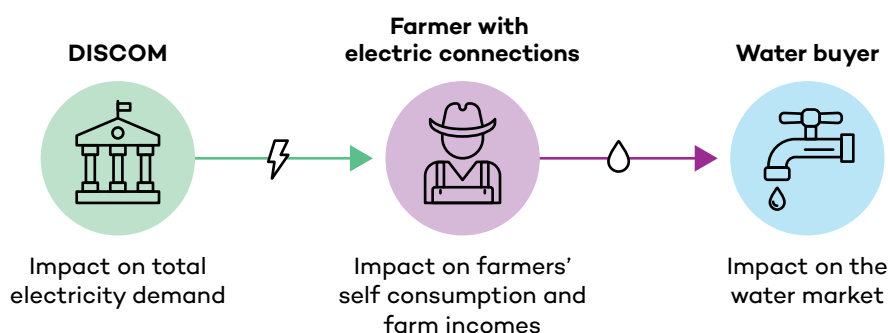 DISCOM
Farmer with
electric connections
Water buyer
Impact on total
electricity demand
Impact on farmers'
self consumption and
farm incomes
Impact on the
water market